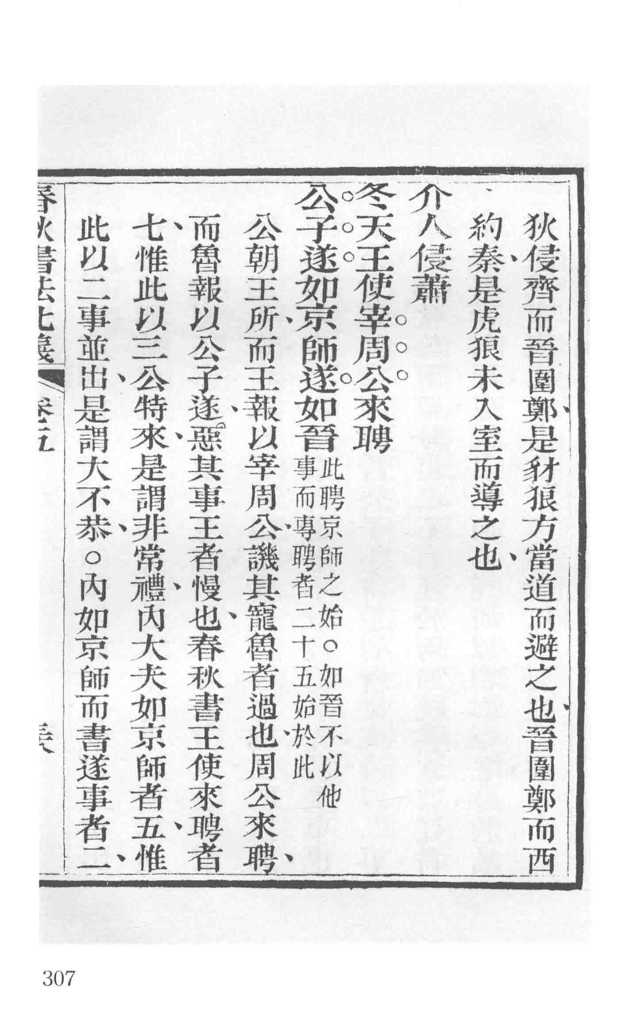 狄侵齊而晉圍鄭是豺狼方當道而避之也晉圍鄭而西
約秦是虎狼未入室而導之也
介人侵蕭
冬天王使宰周公來聘
公子遂如京師遂如晉此聘京師之始○如晉不以他
事而專聘者二十五始於此
公朝王所而王報以宰周公譏其寵魯者過也周公來聘
而魯報以公子遂惡其事王者慢也春秋書王使來聘者
七惟此以三公特來是謂非常禮內大夫如京師者五惟
此以二事並出是謂大不恭○內如京師而書遂事者二
春秋書法比義 卷五
307